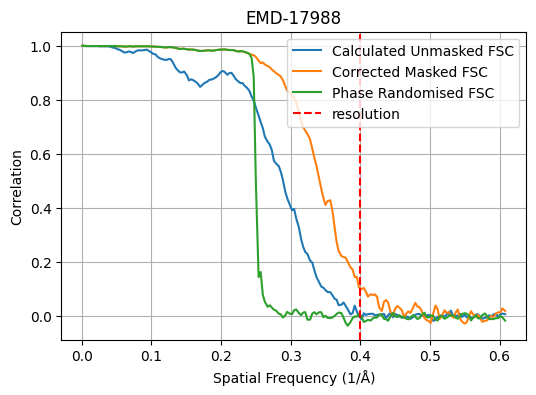 EMD-17988
Calculated Unmasked FSC
Corrected Masked FSC
Phase Randomised FSC
resolution
Correlation
1.0
0.8
0.6
0.4
0.2
0.0
0.0 0.1 0.2 0.3 0.4 0.5 0.6
Spatial Frequency (1/Å)